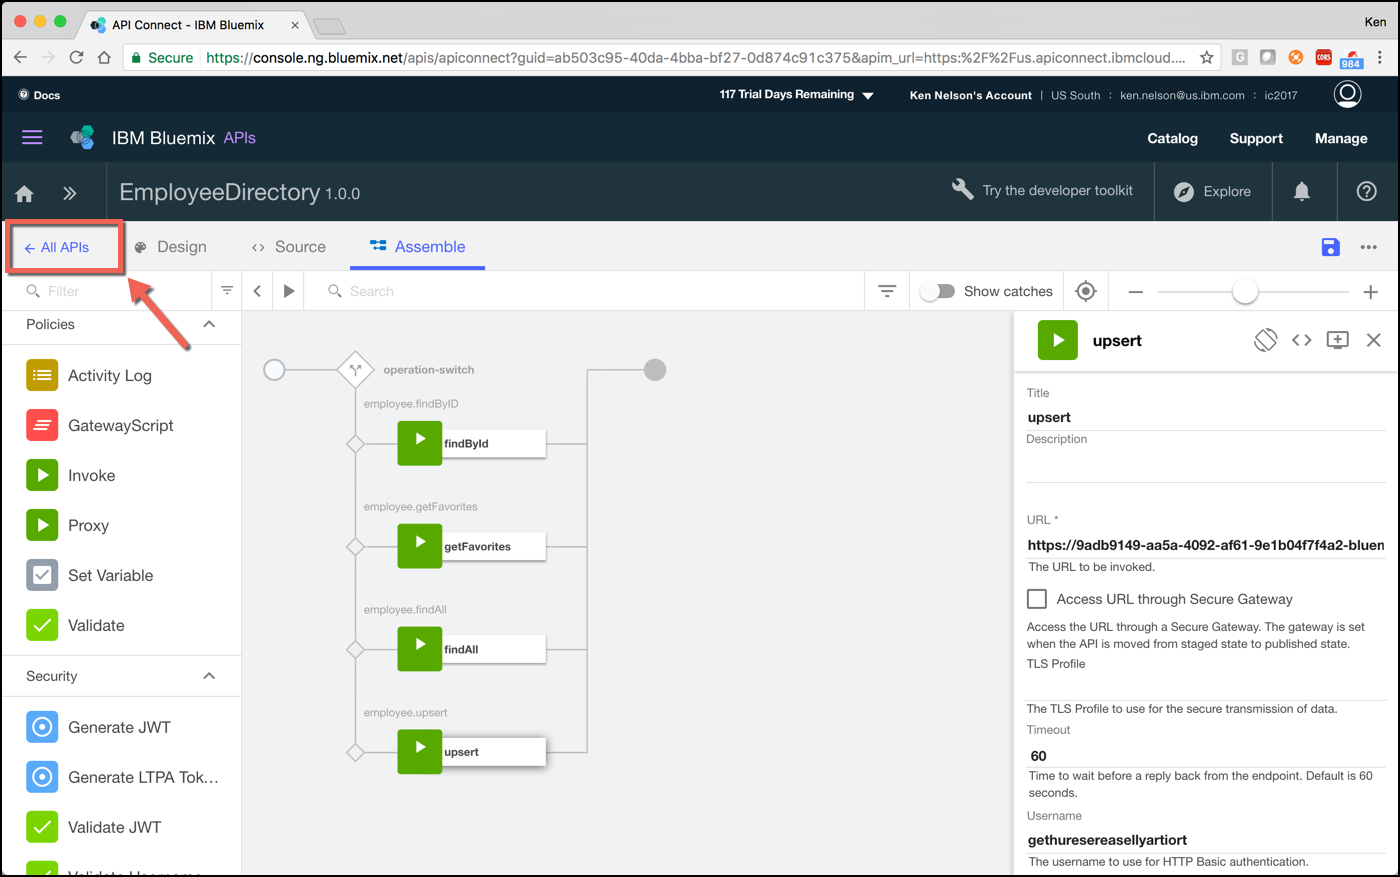 API Connect - IBM Bluemix
Ken
Secure https://console.ng.bluemix.net/apis/apiconnect?guid=ab503c95-40da-4bba-bf27-0d874c91c375&apim_url=https:%2F%2Fus.apiconnect.ibmcloud....
G
CORS
984
Docs
117 Trial Days Remaining
Ken Nelson's Account | US South : ken.nelson@us.ibm.com : ic2017
IBM Bluemix APIs
Catalog Support Manage
EmployeeDirectory 1.0.0
Try the developer toolkit
Explore
← All APIs
Design
Source
Assemble
Filter
Search
Show catches
Policies
Activity Log
GatewayScript
Invoke
Proxy
Set Variable
Validate
Security
Generate JWT
Generate LTPA Tok...
Validate JWT
Validate Username
operation-switch
employee.findByID
findById
employee.getFavorites
getFavorites
employee.findAll
findAll
employee.upsert
upsert
upsert
Title
upsert
Description
URL *
https://9adb9149-aa5a-4092-af61-9e1b04f7f4a2-bluen
The URL to be invoked.
Access URL through Secure Gateway
Access the URL through a Secure Gateway. The gateway is set
when the API is moved from staged state to published state.
TLS Profile
The TLS Profile to use for the secure transmission of data.
Timeout
60
Time to wait before a reply back from the endpoint. Default is 60
seconds.
Username
gethuresereasellyartiort
The username to use for HTTP Basic authentication.